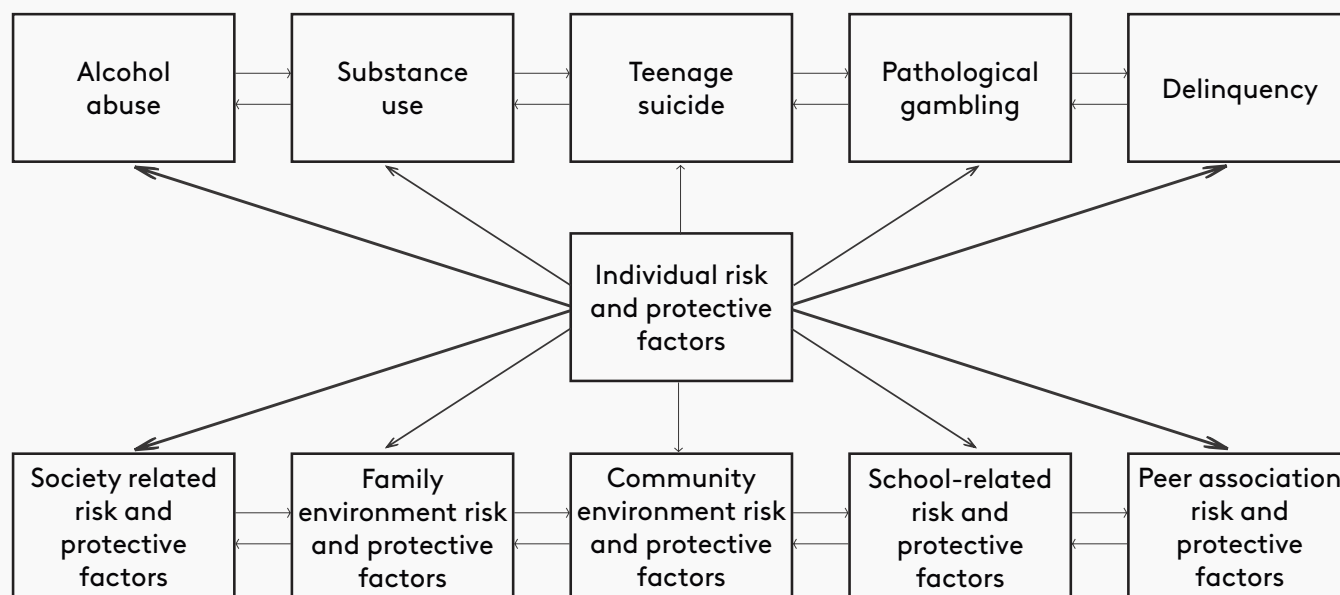 Alcohol
abuse
Substance
use
Teenage
suicide
Pathological
gambling
Delinquency
Individual risk
and protective
factors
Society related
risk and
protective
factors
Family
environment risk
and protective
factors
Community
environment risk
and protective
factors
School-related
risk and
protective
factors
Peer association
risk and
protective
factors